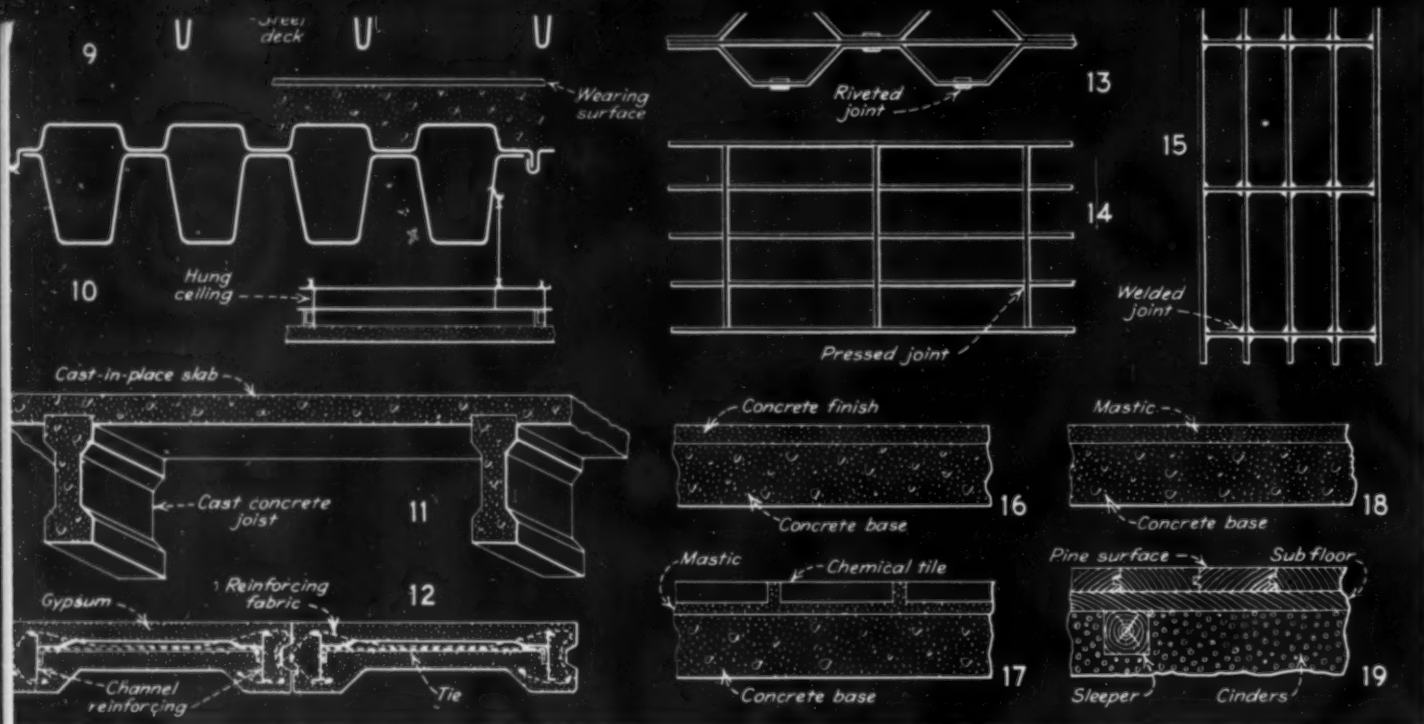 9
Steel
deck
Wearing
surface
10
Hung
ceiling
Cast-in-place slab
Cast concrete
joist
11
12
Gypsum
Reinforcing
fabric
Channel
reinforcing
Tie
Riveted
joint
13
14
Pressed joint
15
Welded
joint
Concrete finish
Concrete base
16
Mastic
Chemical tile
Concrete base
17
Mastic
Concrete base
18
Pine surface
Sub floor
Sleeper
Cinders
19